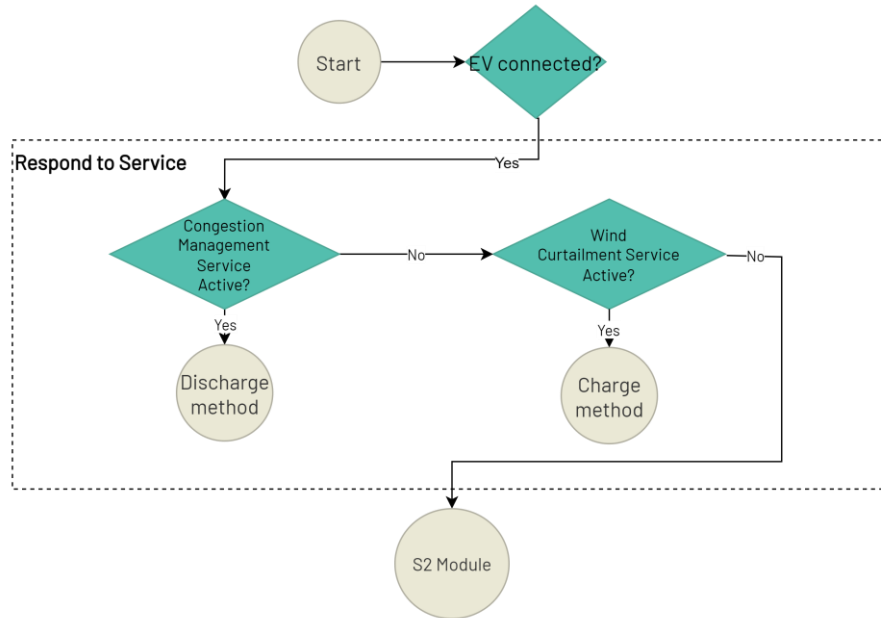 Start
EV connected?
Yes
Respond to Service
Congestion
Management
Service
Active?
No
Wind
Curtailment Service
Active?
No
Yes
Yes
Discharge
method
Charge
method
S2 Module